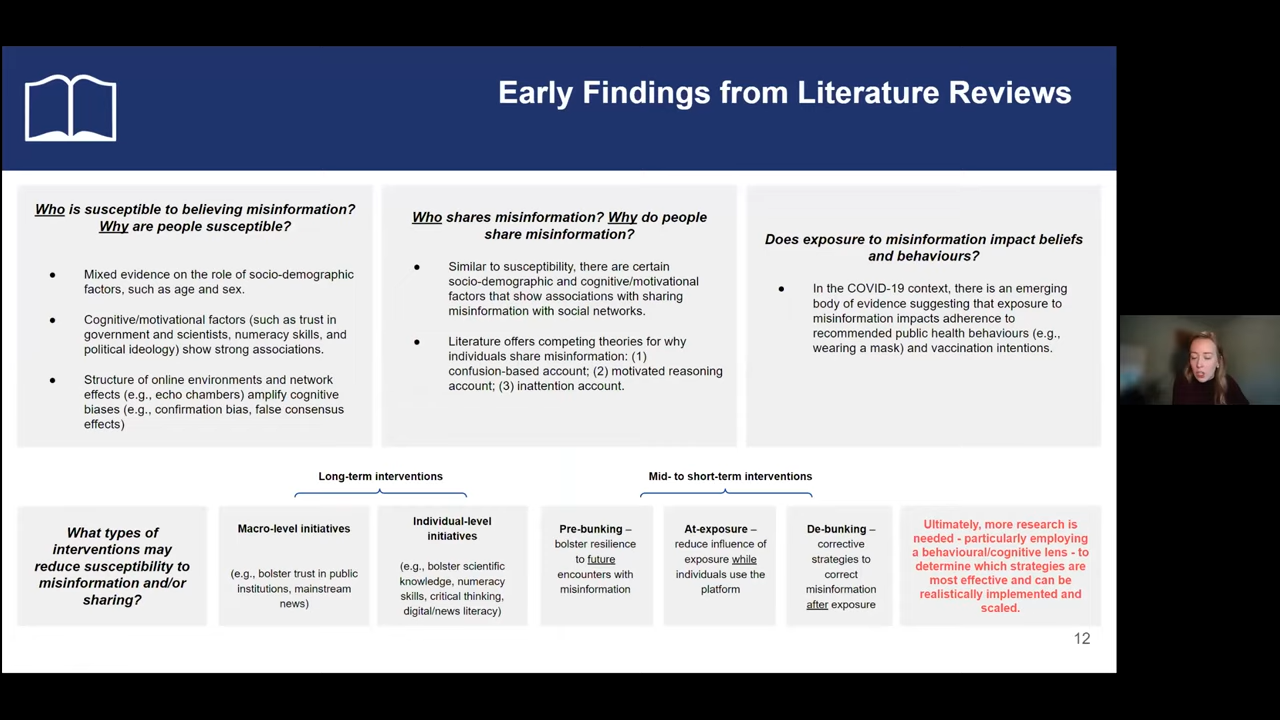 Early Findings from Literature Reviews
Who is susceptible to believing misinformation?
Why are people susceptible?
● Mixed evidence on the role of socio-demographic
factors, such as age and sex.
● Cognitive/motivational factors (such as trust in
government and scientists, numeracy skills, and
political ideology) show strong associations.
● Structure of online environments and network
effects (e.g., echo chambers) amplify cognitive
biases (e.g., confirmation bias, false consensus
effects)
Who shares misinformation? Why do people
share misinformation?
● Similar to susceptibility, there are certain
socio-demographic and cognitive/motivational
factors that show associations with sharing
misinformation with social networks.
● Literature offers competing theories for why
individuals share misinformation: (1)
confusion-based account; (2) motivated reasoning
account; (3) inattention account.
Does exposure to misinformation impact beliefs
and behaviours?
● In the COVID-19 context, there is an emerging
body of evidence suggesting that exposure to
misinformation impacts adherence to
recommended public health behaviours (e.g.,
wearing a mask) and vaccination intentions.
Long-term interventions
Mid- to short-term interventions
What types of
interventions may
reduce susceptibility to
misinformation and/or
sharing?
Macro-level initiatives
(e.g., bolster trust in public
institutions, mainstream
news)
Individual-level
initiatives
(e.g., bolster scientific
knowledge, numeracy
skills, critical thinking,
digital/news literacy)
Pre-bunking –
bolster resilience
to future
encounters with
misinformation
At-exposure –
reduce influence of
exposure while
individuals use the
platform
De-bunking –
corrective
strategies to
correct
misinformation
after exposure
Ultimately, more research is
needed - particularly employing
a behavioural/cognitive lens - to
determine which strategies are
most effective and can be
realistically implemented and
scaled.
12